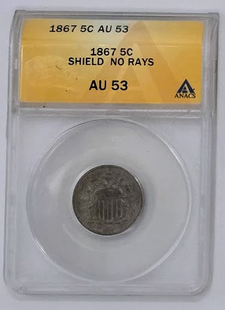 1867 5C AU 53
1867 5C
SHIELD NO RAYS
AU 53
ANACS